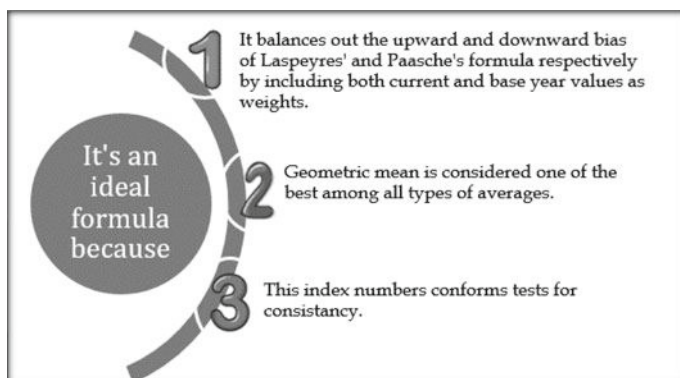 It's an
ideal
formula
because
1
It balances out the upward and downward bias
of Laspeyres' and Paasche's formula respectively
by including both current and base year values as
weights.
2
Geometric mean is considered one of the
best among all types of averages.
3
This index numbers conforms tests for
consistancy.